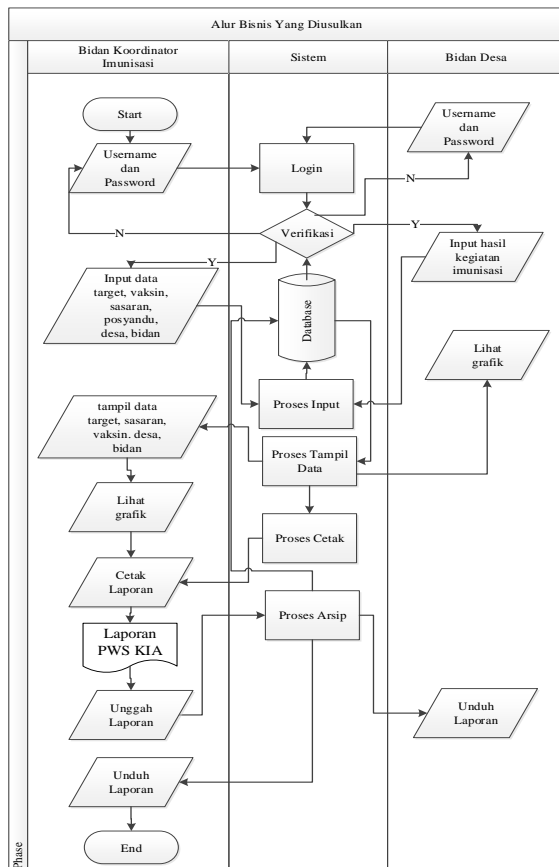 Alur Bisnis Yang Diusulkan
Bidan Koordinator
Imunisasi
Sistem
Bidan Desa
Start
Username
dan
Password
Login
Username
dan
Password
N
N
Verifikasi
Y
Y
Input hasil
kegiatan
imunisasi
Input data
target, vaksin,
sasaran,
posyandu,
desa, bidan
Database
Lihat
grafik
Proses Input
tampil data
target, sasaran,
vaksin. desa,
bidan
Proses Tampil
Data
Lihat
grafik
Proses Cetak
Cetak
Laporan
Proses Arsip
Laporan
PWS KIA
Unggah
Laporan
Unduh
Laporan
Unduh
Laporan
End
Phase